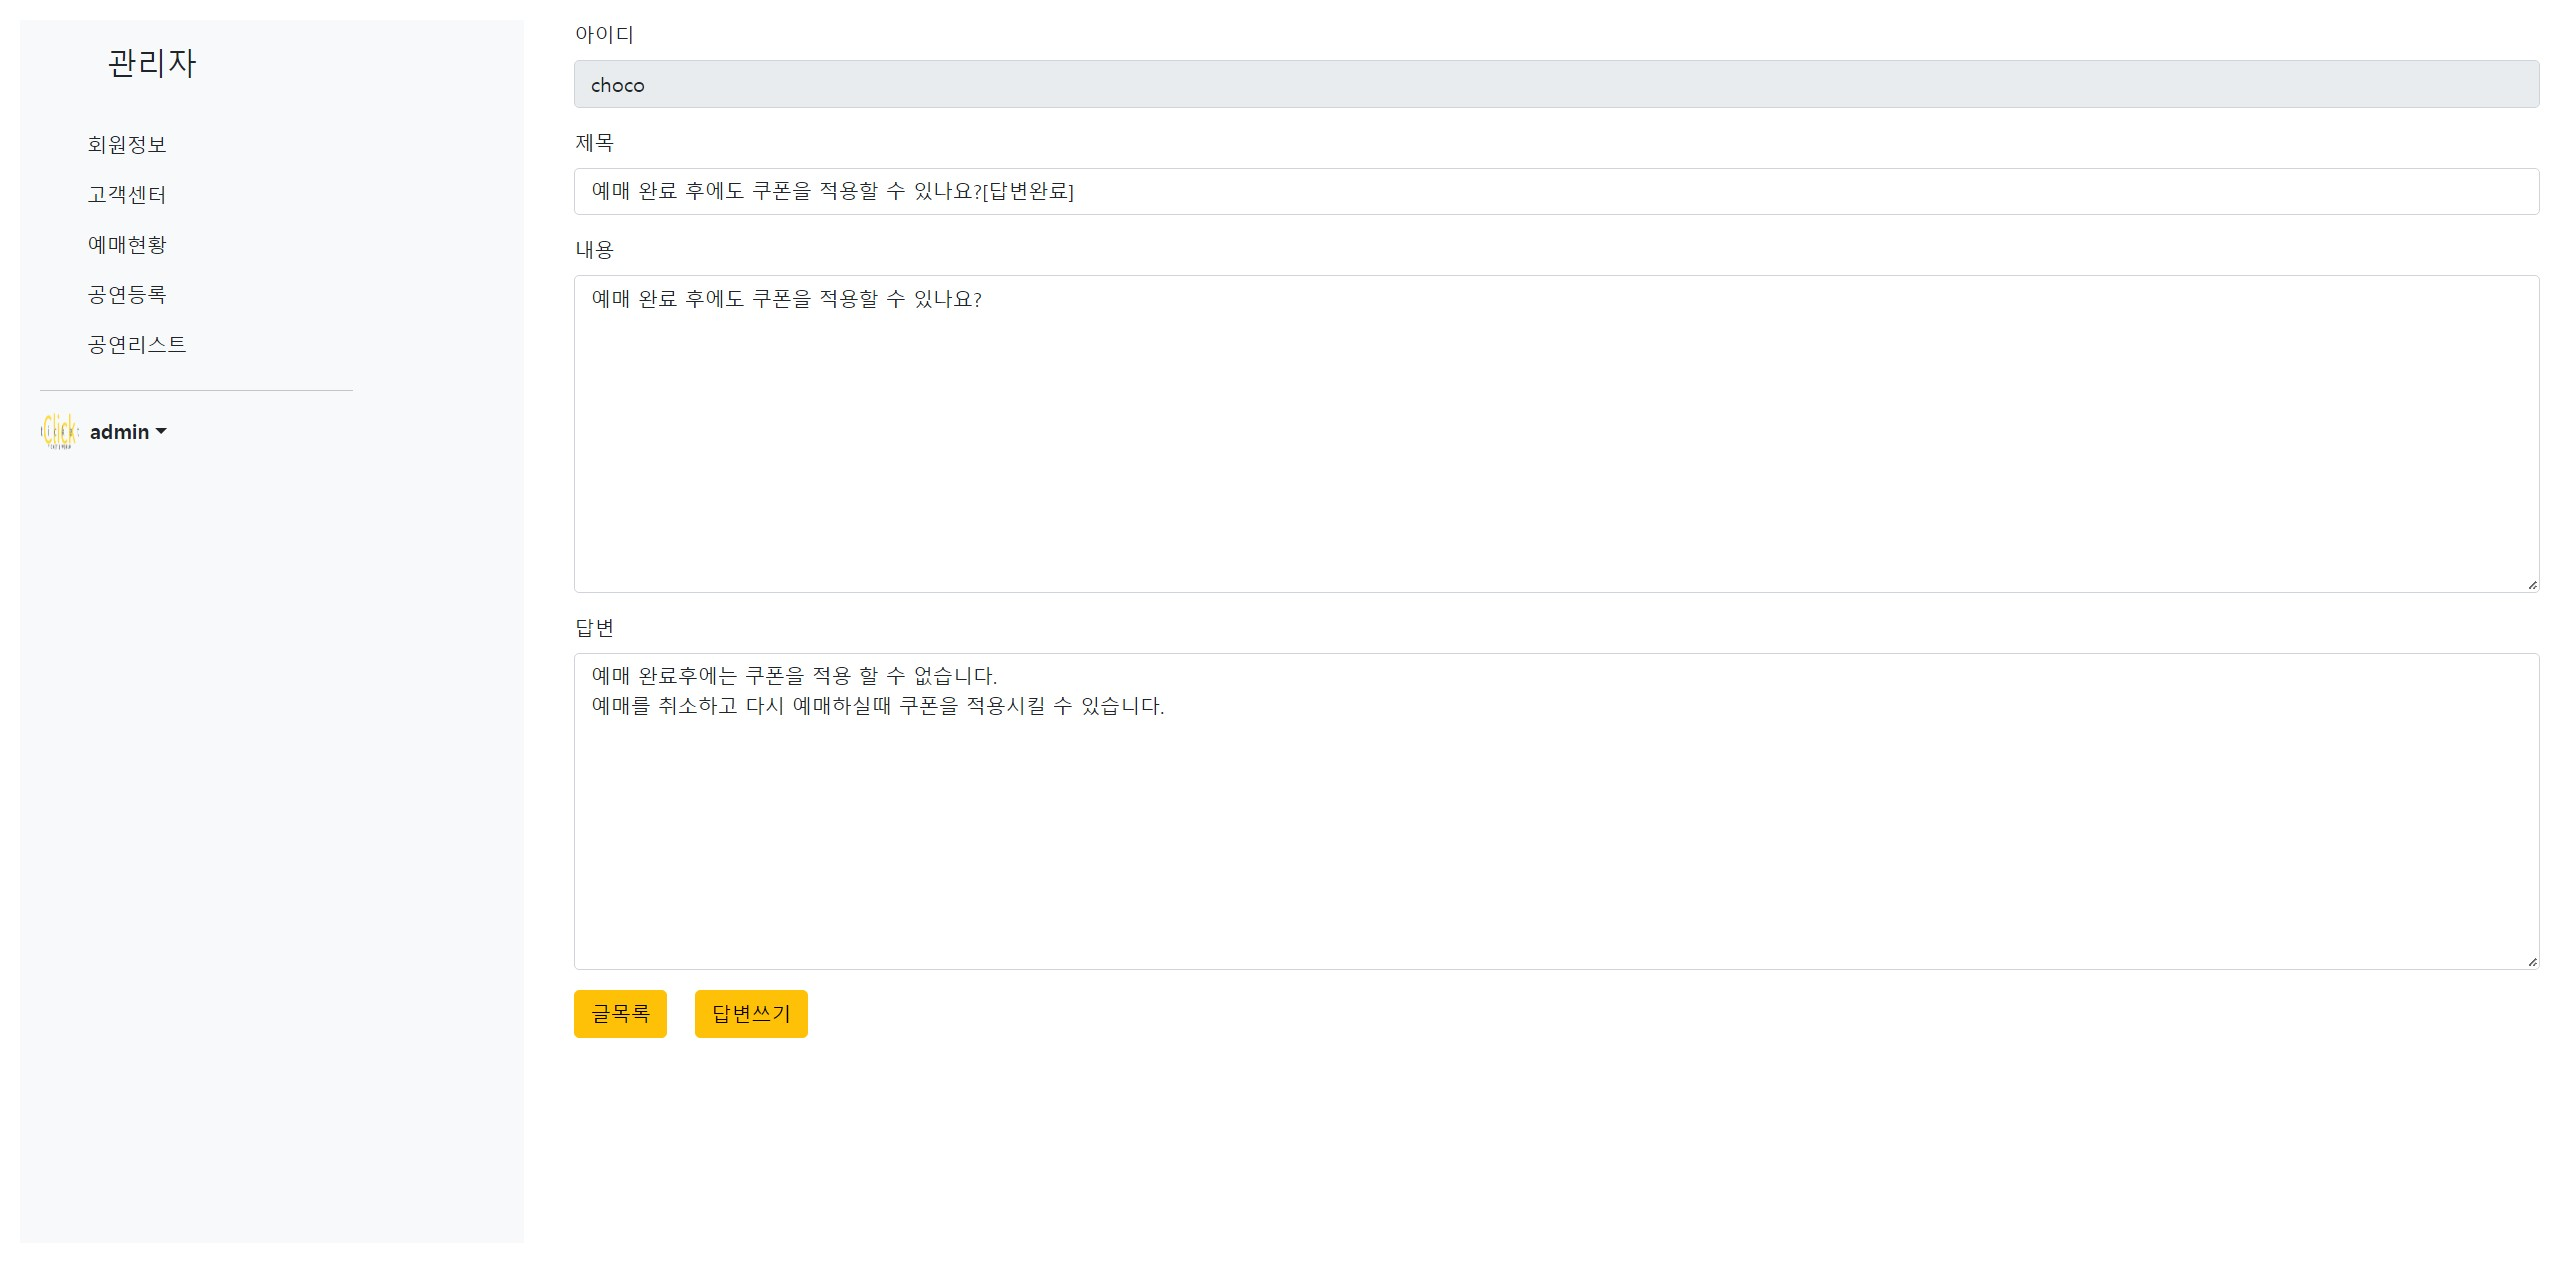 관리자
회원정보
고객센터
예매현황
공연등록
공연리스트
Click
admin
아이디
choco
제목
예매 완료 후에도 쿠폰을 적용할 수 있나요?[답변완료]
내용
예매 완료 후에도 쿠폰을 적용할 수 있나요?
답변
예매 완료후에는 쿠폰을 적용 할 수 없습니다.
예매를 취소하고 다시 예매하실때 쿠폰을 적용시킬 수 있습니다.
글목록
답변쓰기